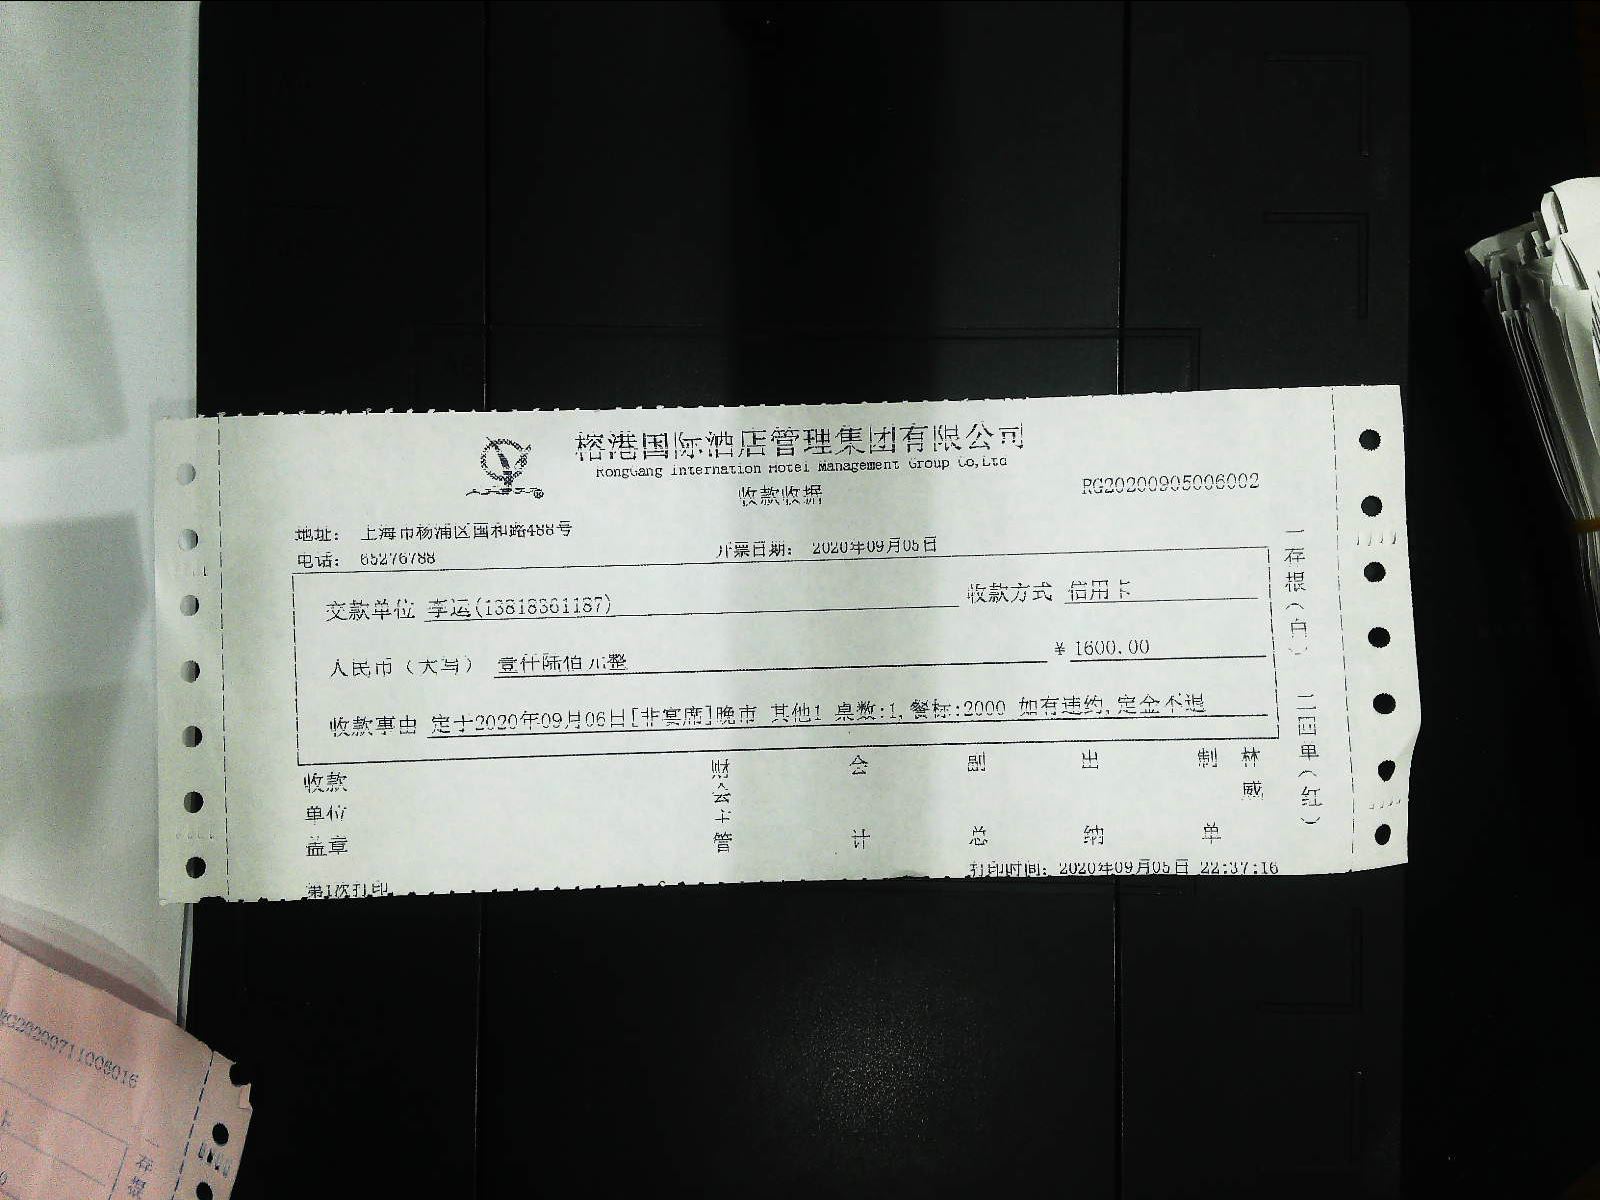 榕港国际酒店管理集团有限公司
RongGang Internation Hotel Management Group Co,Ltd
收款收据
RG20200905006002
地址： 上海市杨浦区国和路488号
电话： 65276788
开票日期： 2020年09月05日
交款单位 李运(13818361187)
收款方式 信用卡
人民币（大写） 壹仟陆佰元整
¥ 1600.00
收款事由 定于2020年09月06日[非宴席]晚市 其他1 桌数:1,餐标:2000 如有违约,定金不退
收款单位盖章
财会主管
会计
副总
出纳
制单
林威
一存根（白） 二回单（红）
第1次打印
打印时间: 2020年09月05日 22:37:16
RG20200711008016
卡
一存根